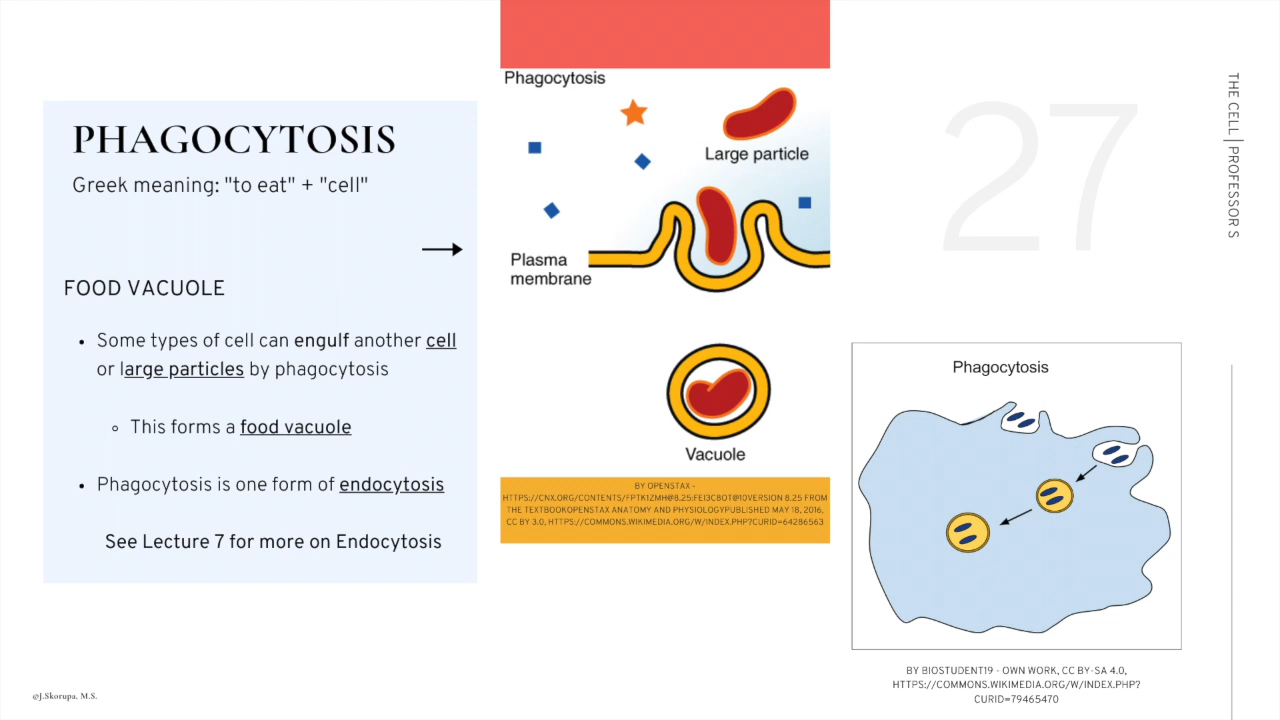 PHAGOCYTOSIS
Greek meaning: "to eat" + "cell"
FOOD VACUOLE
• Some types of cell can engulf another cell
or large particles by phagocytosis
◦ This forms a food vacuole
• Phagocytosis is one form of endocytosis
See Lecture 7 for more on Endocytosis
@J.Skorupa, M.S.
Phagocytosis
Large particle
Plasma
membrane
Vacuole
BY OPENSTAX -
HTTPS://CNX.ORG/CONTENTS/FPTK1ZMH@8.25:FEI3C8OT@10VERSION 8.25 FROM
THE TEXTBOOKOPENSTAX ANATOMY AND PHYSIOLOGYPUBLISHED MAY 18, 2016,
CC BY 3.0, HTTPS://COMMONS.WIKIMEDIA.ORG/W/INDEX.PHP?CURID=64286563
27
Phagocytosis
BY BIOSTUDENT19 - OWN WORK, CC BY-SA 4.0,
HTTPS://COMMONS.WIKIMEDIA.ORG/W/INDEX.PHP?
CURID=79465470
THE CELL | PROFESSOR S